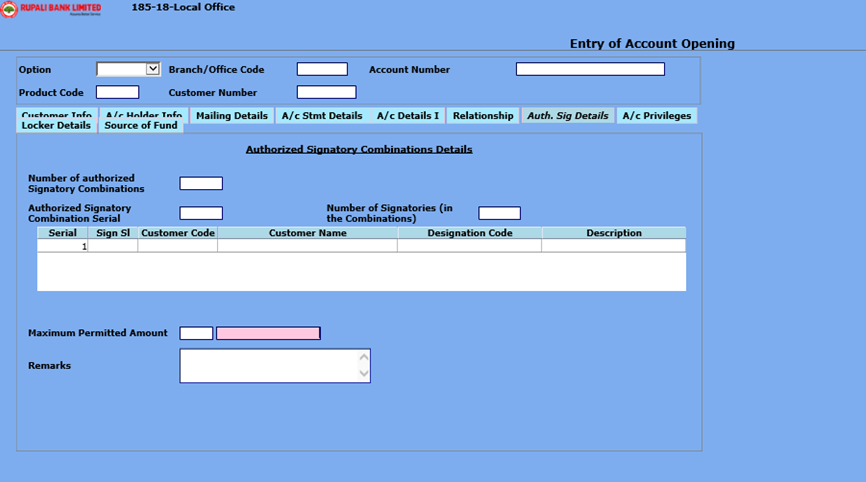 RUPALI BANK LIMITED 185-18-Local Office
Entry of Account Opening
Option Branch/Office Code Account Number
Product Code Customer Number
Customer Info A/c Holder Info Mailing Details A/c Stmt Details A/c Details I Relationship Auth. Sig Details A/c Privileges
Locker Details Source of Fund
Authorized Signatory Combinations Details
Number of authorized
Signatory Combinations
Authorized Signatory
Combination Serial
Number of Signatories (in
the Combinations)
Serial Sign Sl Customer Code Customer Name Designation Code Description
1
Maximum Permitted Amount
Remarks